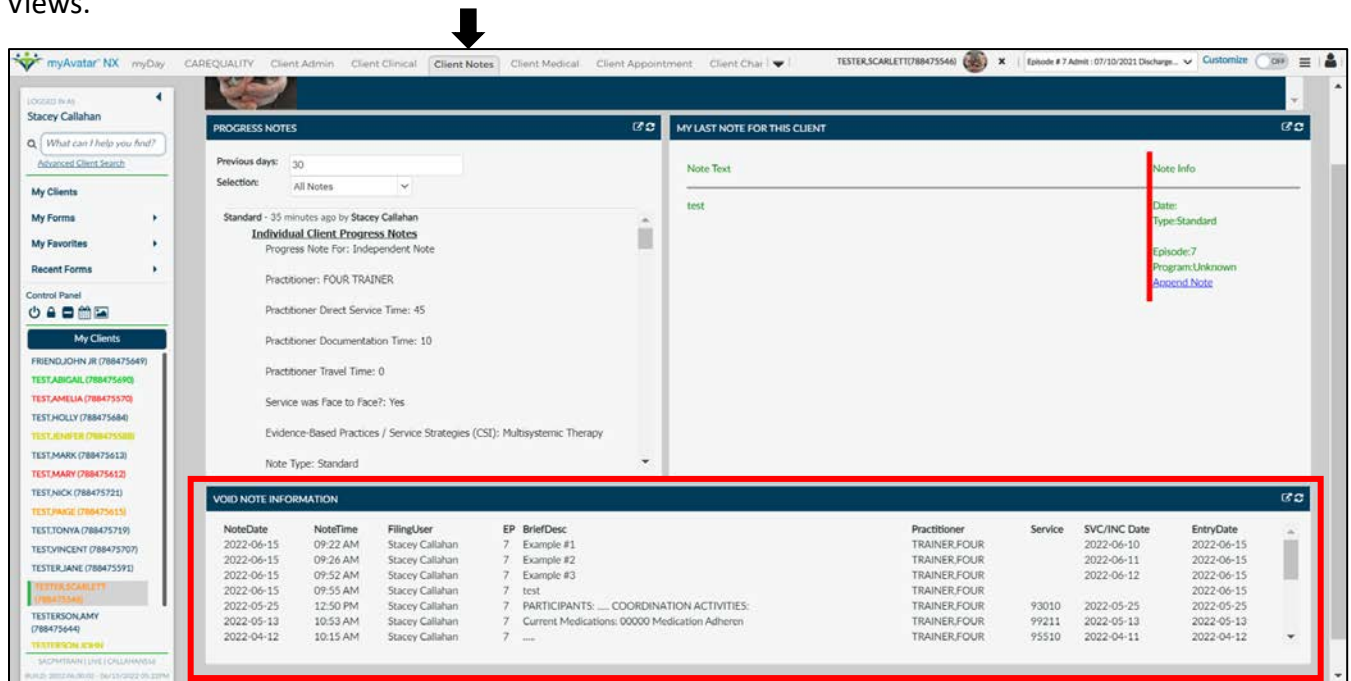 Views.
myAvatar™ NX myDay CAREQUALITY Client Admin Client Clinical Client Notes Client Medical Client Appointment Client Char TESTER,SCARLETT(788475546) x Episode # 7 Admit : 07/10/2021 Discharge... Customize OFF
LOGGED IN AS
Stacey Callahan
What can I help you find?
Advanced Client Search
My Clients
My Forms
My Favorites
Recent Forms
Control Panel
My Clients
FRIEND,JOHN JR (788475649)
TEST,ABIGAIL (788475690)
TEST,AMELIA (788475570)
TEST,HOLLY (788475684)
TEST,JENIFER (788475588)
TEST,MARK (788475613)
TEST,MARY (788475612)
TEST,NICK (788475721)
TEST,PAIGE (788475615)
TEST,TONYA (788475719)
TEST,VINCENT (788475707)
TESTER,JANE (788475591)
TESTER,SCARLETT
(788475546)
TESTERSON,AMY
(788475644)
TESTERSON,JOHN
PROGRESS NOTES
Previous days: 30
Selection: All Notes
Standard - 35 minutes ago by Stacey Callahan
Individual Client Progress Notes
Progress Note For: Independent Note
Practitioner: FOUR TRAINER
Practitioner Direct Service Time: 45
Practitioner Documentation Time: 10
Practitioner Travel Time: 0
Service was Face to Face?: Yes
Evidence-Based Practices / Service Strategies (CSI): Multisystemic Therapy
Note Type: Standard
MY LAST NOTE FOR THIS CLIENT
Note Text Note Info
test Date:
Type:Standard
Episode:7
Program:Unknown
Append Note
VOID NOTE INFORMATION
NoteDate NoteTime FilingUser EP BriefDesc Practitioner Service SVC/INC Date EntryDate
2022-06-15 09:22 AM Stacey Callahan 7 Example #1 TRAINER,FOUR 2022-06-10 2022-06-15
2022-06-15 09:26 AM Stacey Callahan 7 Example #2 TRAINER,FOUR 2022-06-11 2022-06-15
2022-06-15 09:52 AM Stacey Callahan 7 Example #3 TRAINER,FOUR 2022-06-12 2022-06-15
2022-06-15 09:55 AM Stacey Callahan 7 test TRAINER,FOUR 2022-06-15
2022-05-25 12:50 PM Stacey Callahan 7 PARTICIPANTS: ..... COORDINATION ACTIVITIES: TRAINER,FOUR 93010 2022-05-25 2022-05-25
2022-05-13 10:53 AM Stacey Callahan 7 Current Medications: 00000 Medication Adheren TRAINER,FOUR 99211 2022-05-13 2022-05-13
2022-04-12 10:15 AM Stacey Callahan 7 ..... TRAINER,FOUR 95510 2022-04-11 2022-04-12